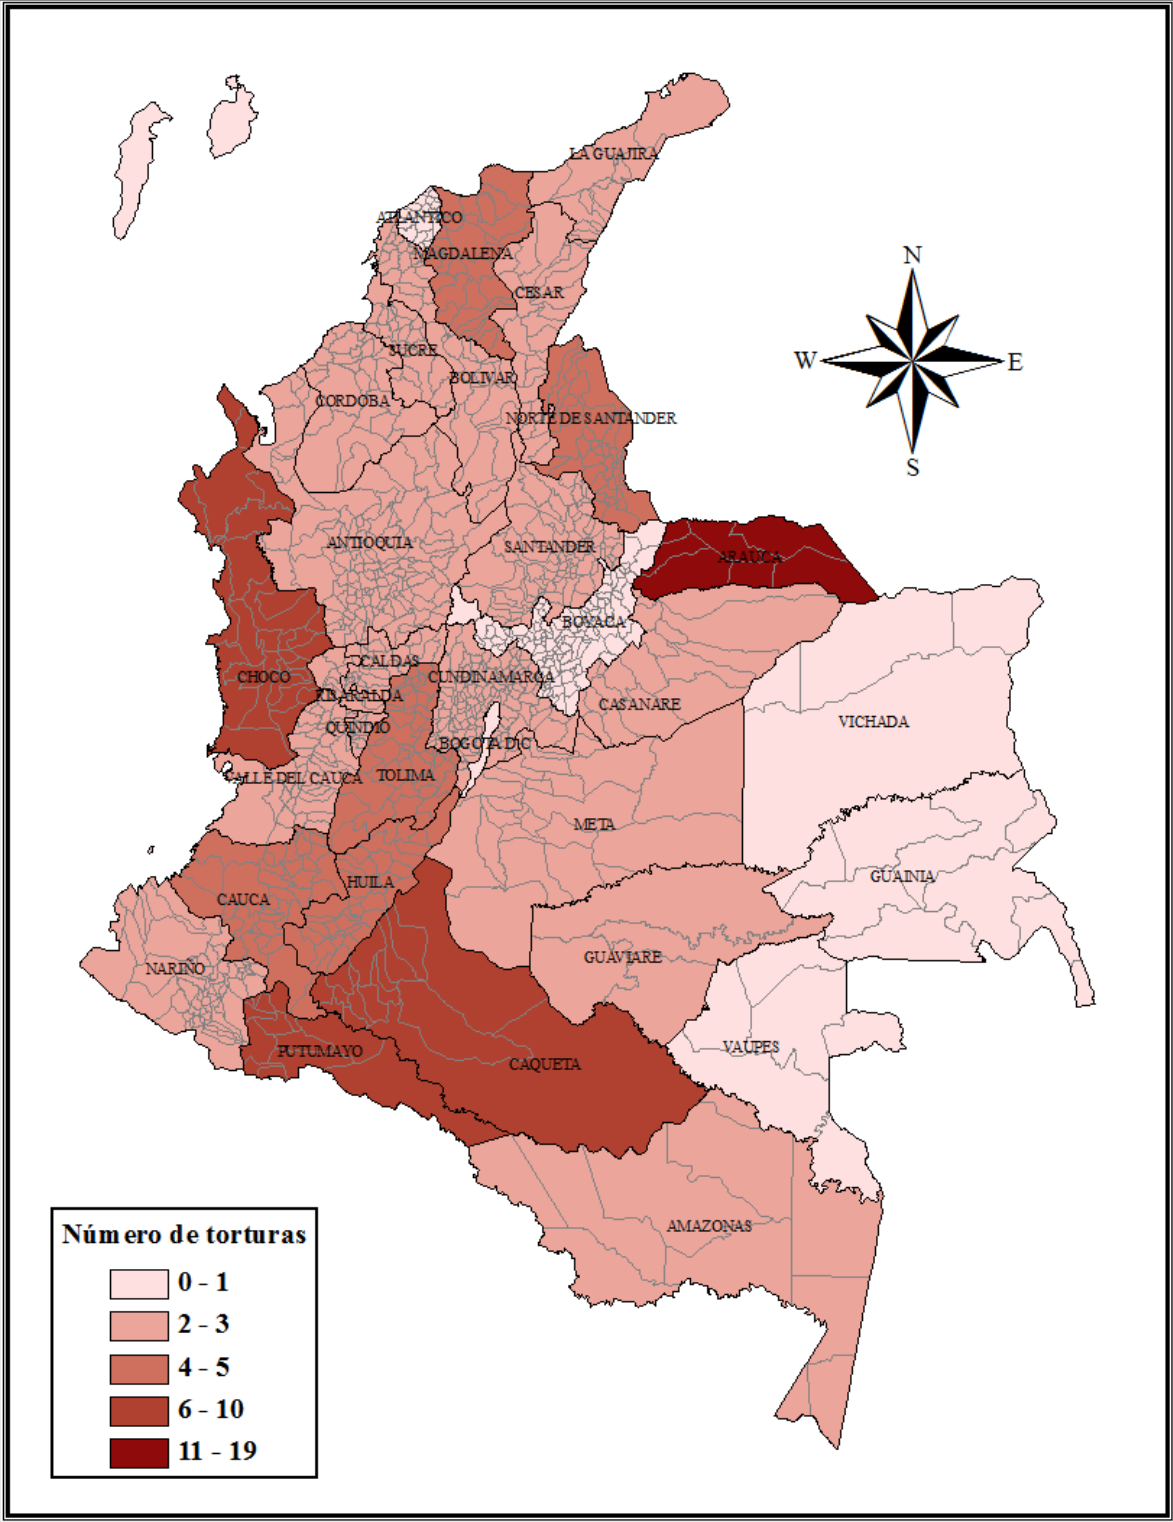 LA GUAJIRA
ATLANTICO
MAGDALENA
N
CESAR
SUCRE
W
E
BOLIVAR
CORDOBA
NORTE DE SANTANDER
S
ANTIOQUIA
SANTANDER
ARAUCA
BOYACA
CALDAS
CHOCO
CUNDINAMARCA
RISARALDA
CASANARE
VICHADA
QUINDIO
BOGOTA D.C
VALLE DEL CAUCA
TOLIMA
META
GUAINIA
HUILA
CAUCA
GUAVIARE
NARIÑO
VAUPES
PUTUMAYO
CAQUETA
AMAZONAS
Número de torturas
0 - 1
2 - 3
4 - 5
6 - 10
11 - 19